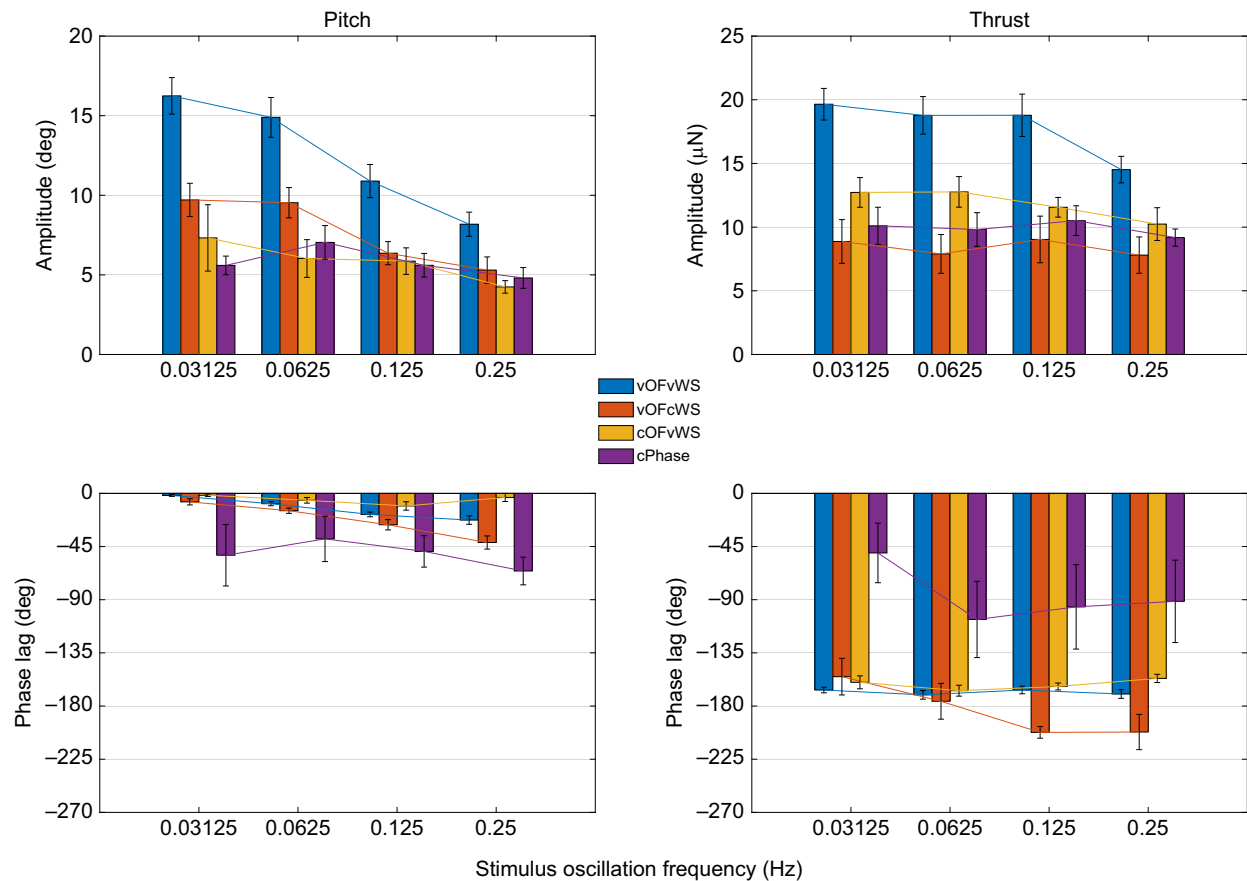 Pitch
Thrust
Amplitude (deg)
20
15
10
5
0
0.03125 0.0625 0.125 0.25
Amplitude (μN)
25
20
15
10
5
0
0.03125 0.0625 0.125 0.25
vOFvWS
vOFcWS
cOFvWS
cPhase
Phase lag (deg)
0
–45
–90
–135
–180
–225
–270
0.03125 0.0625 0.125 0.25
Phase lag (deg)
0
–45
–90
–135
–180
–225
–270
0.03125 0.0625 0.125 0.25
Stimulus oscillation frequency (Hz)